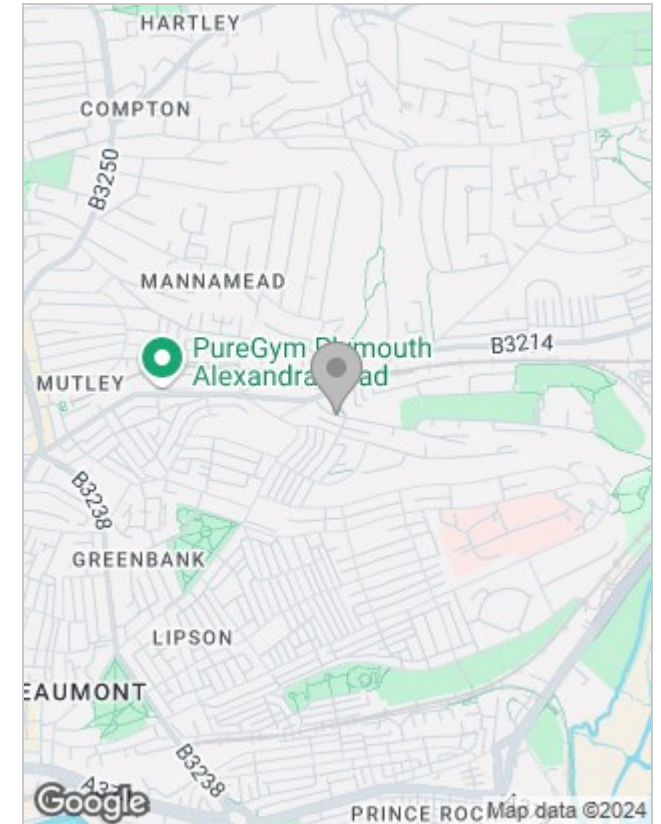 HARTLEY
COMPTON
B3250
MANNAMEAD
PureGym Plymouth
Alexandra Road
B3214
MUTLEY
B3238
GREENBANK
LIPSON
EAUMONT
B3238
PRINCE ROC
Google
Map data ©2024